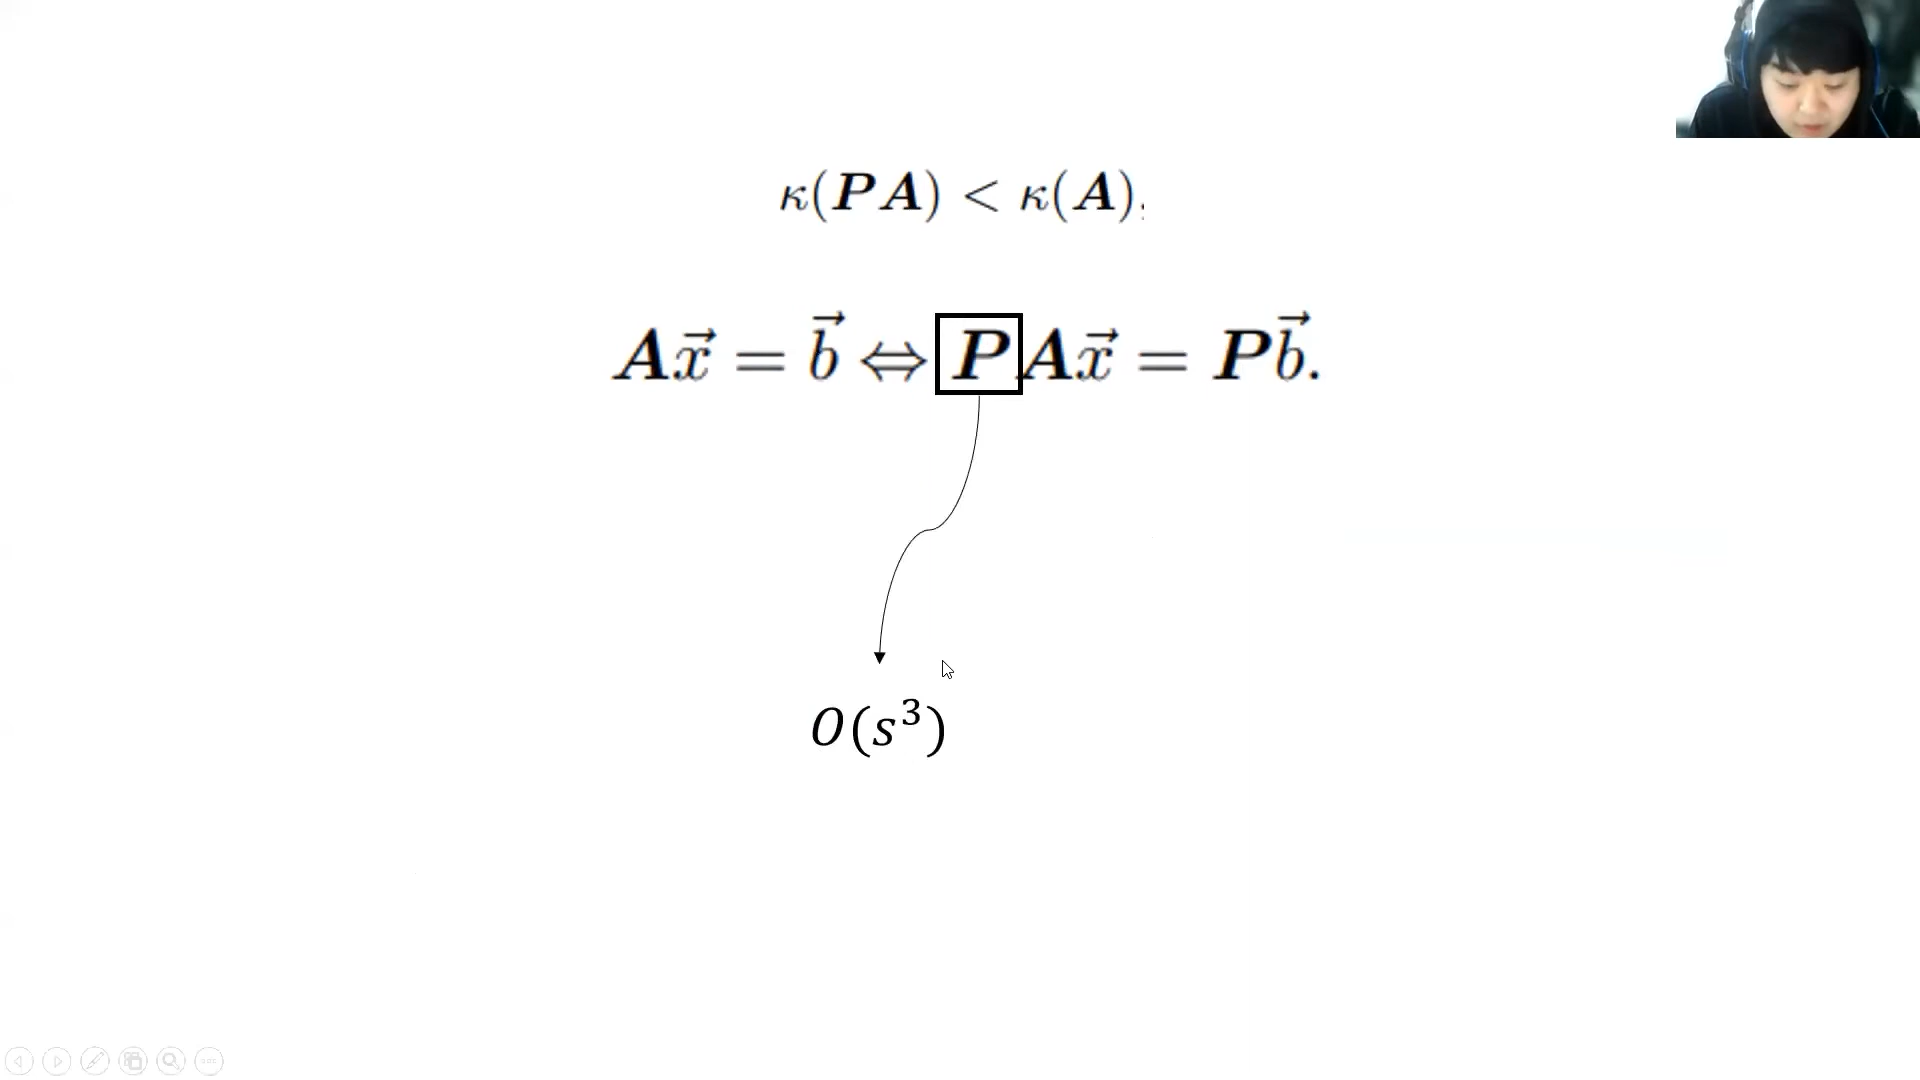 κ(PA) < κ(A),
Ax⃗ = b⃗ ⇔ PAx⃗ = Pb⃗.
O(s³)